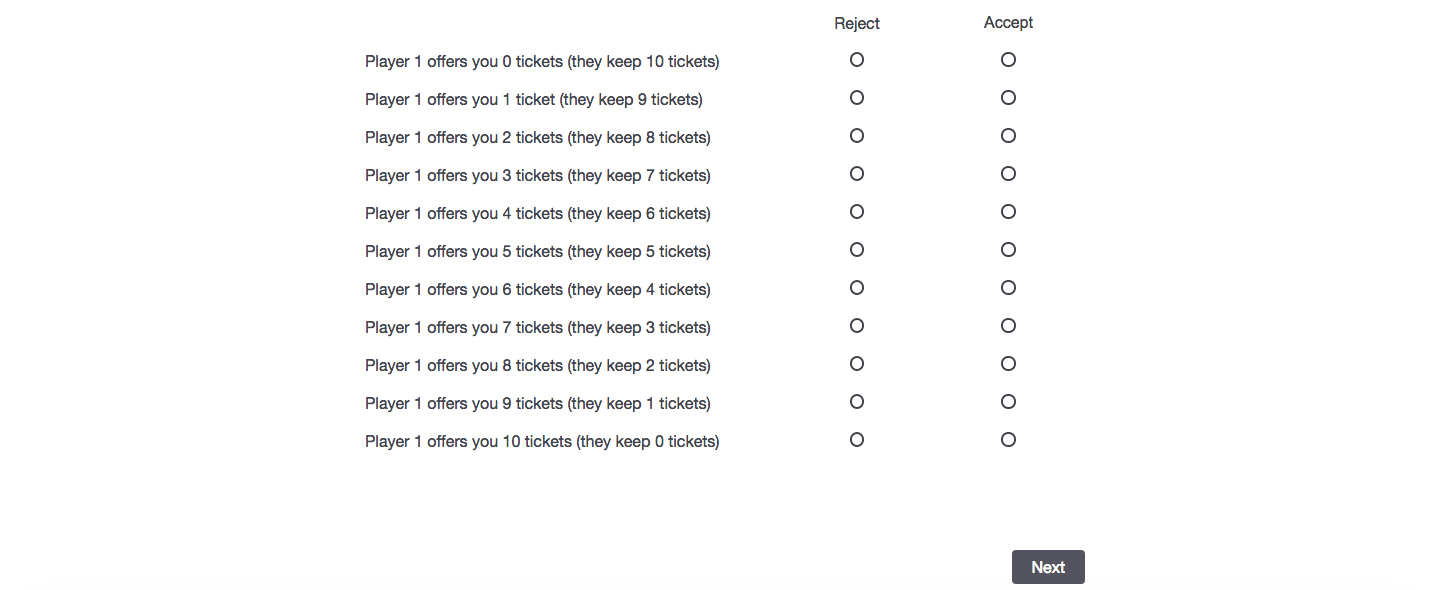 Reject Accept
Player 1 offers you 0 tickets (they keep 10 tickets)
Player 1 offers you 1 ticket (they keep 9 tickets)
Player 1 offers you 2 tickets (they keep 8 tickets)
Player 1 offers you 3 tickets (they keep 7 tickets)
Player 1 offers you 4 tickets (they keep 6 tickets)
Player 1 offers you 5 tickets (they keep 5 tickets)
Player 1 offers you 6 tickets (they keep 4 tickets)
Player 1 offers you 7 tickets (they keep 3 tickets)
Player 1 offers you 8 tickets (they keep 2 tickets)
Player 1 offers you 9 tickets (they keep 1 tickets)
Player 1 offers you 10 tickets (they keep 0 tickets)
Next